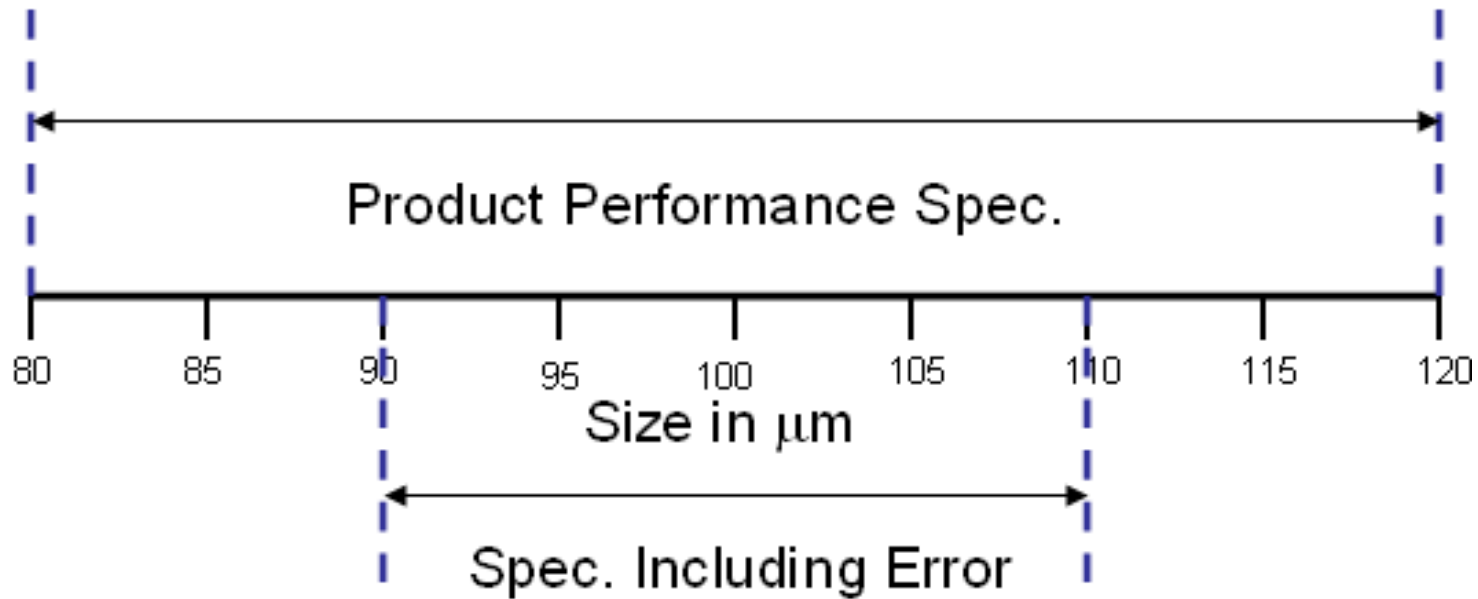 Product Performance Spec.
80 85 90 95 100 105 110 115 120
Size in μm
Spec. Including Error